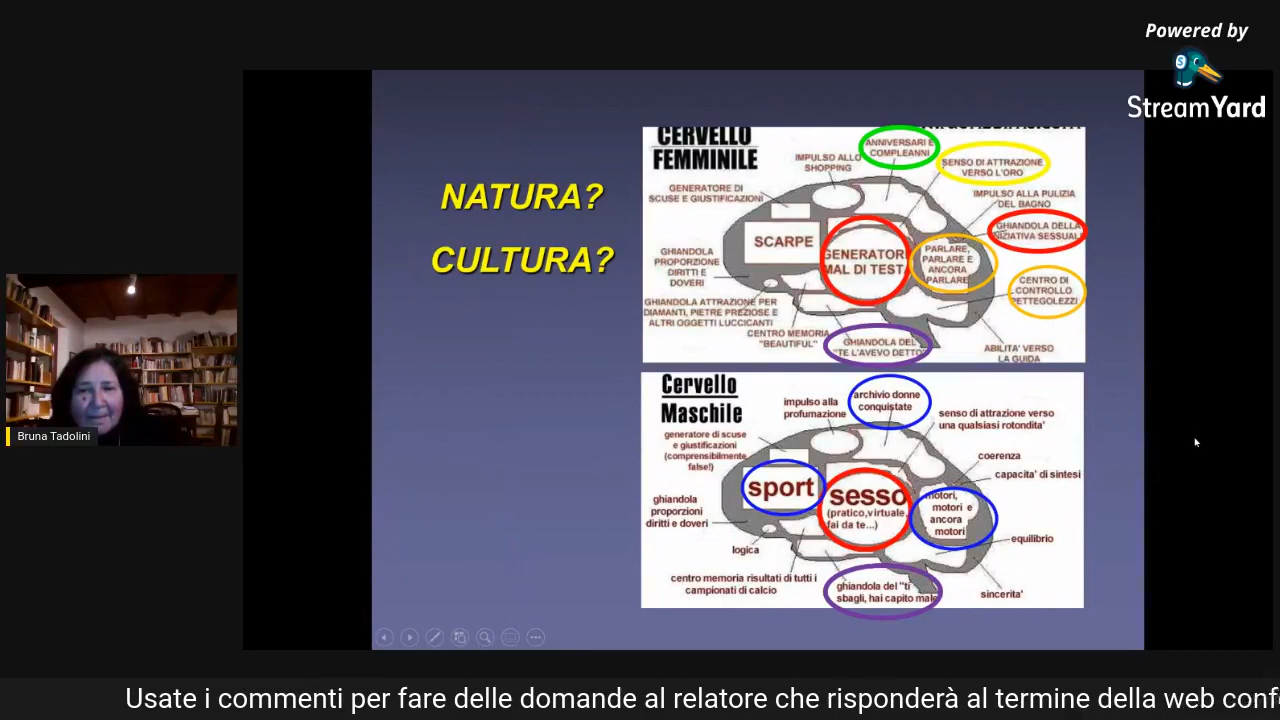 Powered by
StreamYard
NATURA?
CULTURA?
CERVELLO
FEMMINILE
ANNIVERSARI E
COMPLEANNI
IMPULSO ALLO
SHOPPING
SENSO DI ATTRAZIONE
VERSO L'ORO
GENERATORE DI
SCUSE E GIUSTIFICAZIONI
IMPULSO ALLA PULIZIA
DEL BAGNO
GHIANDOLA DELLA
INIZIATIVA SESSUALE
SCARPE
GENERATORE
MAL DI TESTA
PARLARE,
PARLARE E
ANCORA
PARLARE
GHIANDOLA
PROPORZIONE
DIRITTI E
DOVERI
CENTRO DI
CONTROLLO
PETTEGOLEZZI
GHIANDOLA ATTRAZIONE PER
DIAMANTI, PIETRE PREZIOSE E
ALTRI OGGETTI LUCCICANTI
CENTRO MEMORIA
"BEAUTIFUL"
GHIANDOLA DEL
"TE L'AVEVO DETTO"
ABILITA' VERSO
LA GUIDA
Cervello
Maschile
impulso alla
profumazione
archivio donne
conquistate
senso di attrazione verso
una qualsiasi rotondita'
generatore di scuse
e giustificazioni
(comprensibilmente
false!)
coerenza
capacita' di sintesi
sport
sesso
(pratico,virtuale,
fai da te...)
motori,
motori e
ancora
motori
ghiandola
proporzioni
diritti e doveri
logica
equilibrio
centro memoria risultati di tutti i
campionati di calcio
ghiandola del "ti
sbagli, hai capito male
sincerita'
Bruna Tadolini
Usate i commenti per fare delle domande al relatore che risponderà al termine della web conf